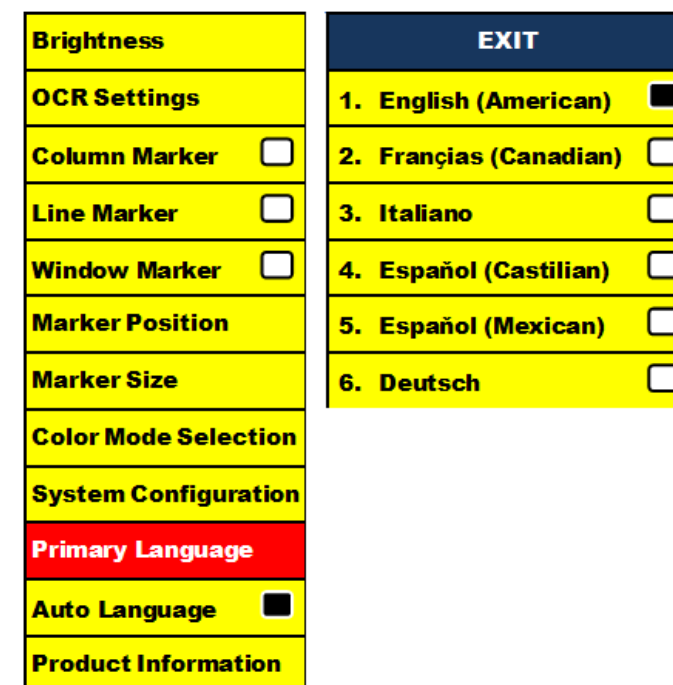 Brightness
OCR Settings
Column Marker
Line Marker
Window Marker
Marker Position
Marker Size
Color Mode Selection
System Configuration
Primary Language
Auto Language
Product Information
EXIT
1. English (American)
2. Françias (Canadian)
3. Italiano
4. Espaňol (Castilian)
5. Espaňol (Mexican)
6. Deutsch